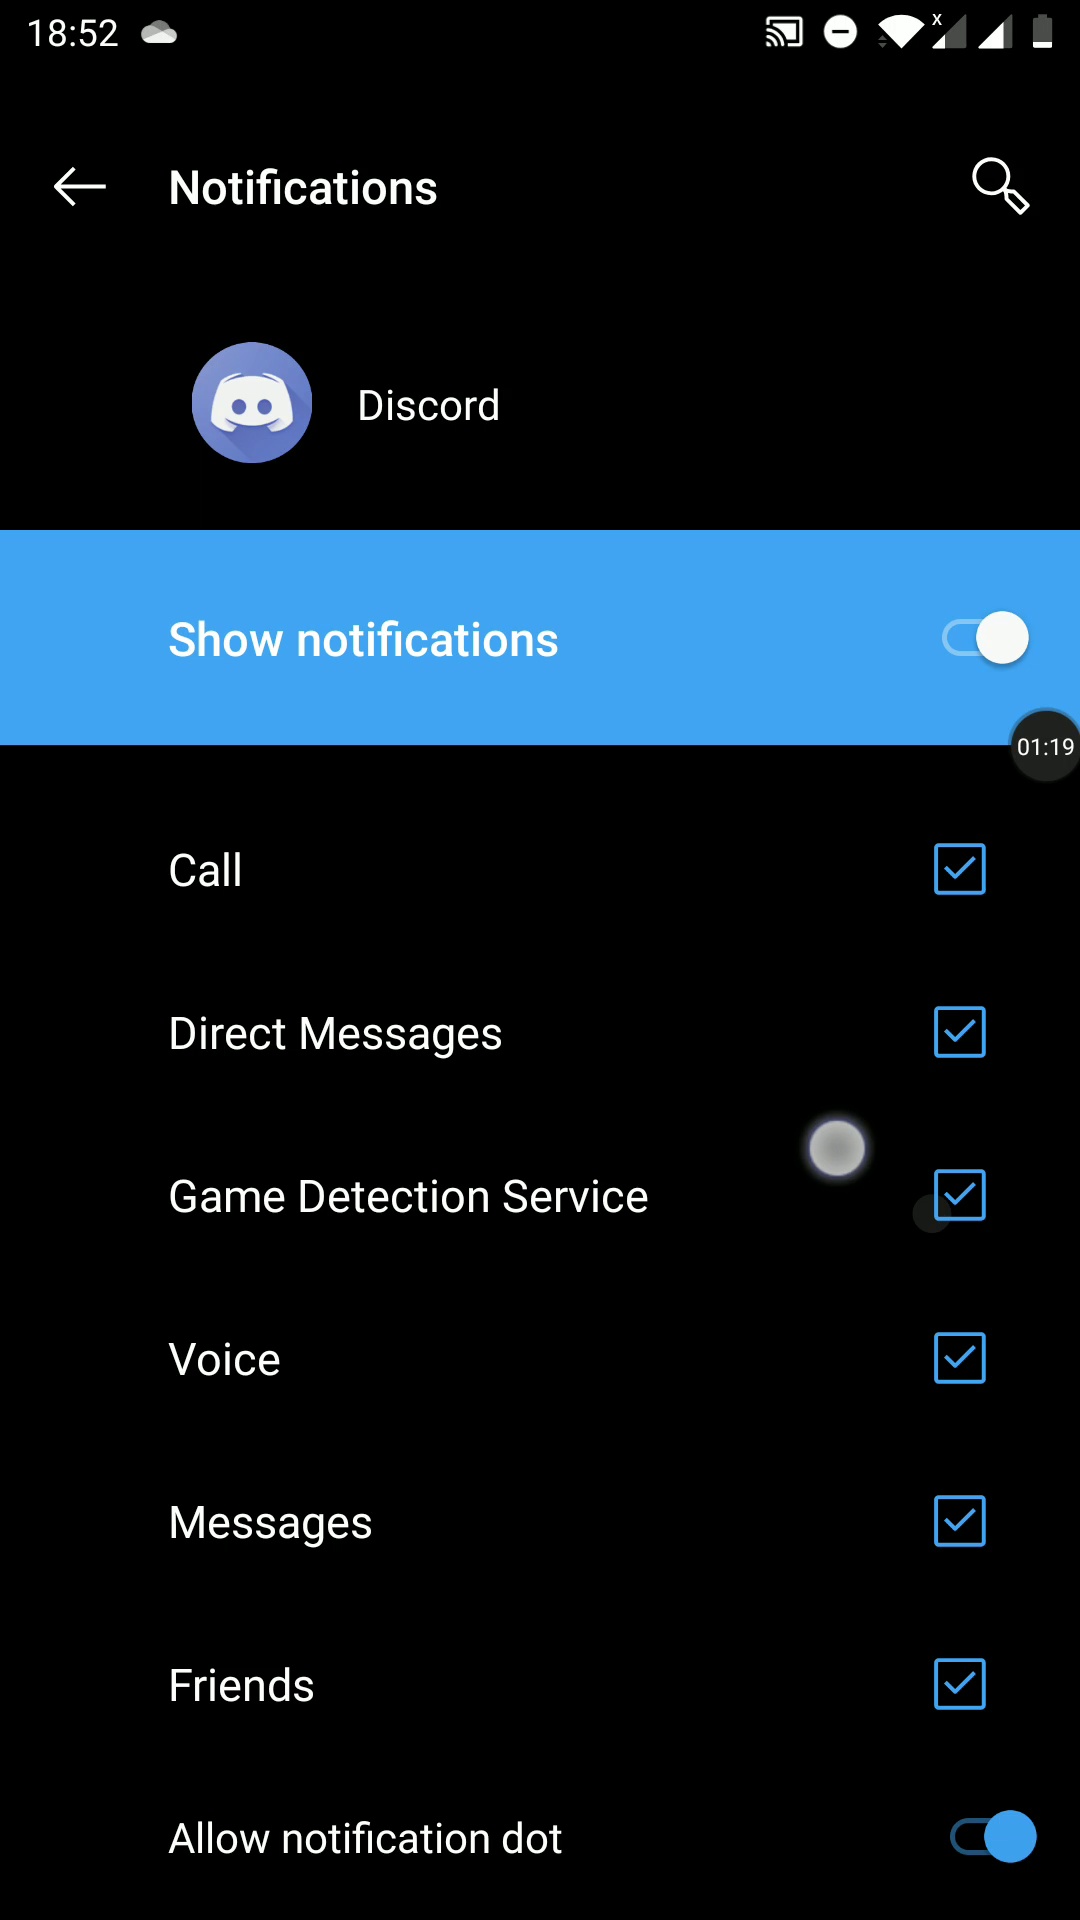 18:52
x
Notifications
Discord
Show notifications
01:19
Call
Direct Messages
Game Detection Service
Voice
Messages
Friends
Allow notification dot